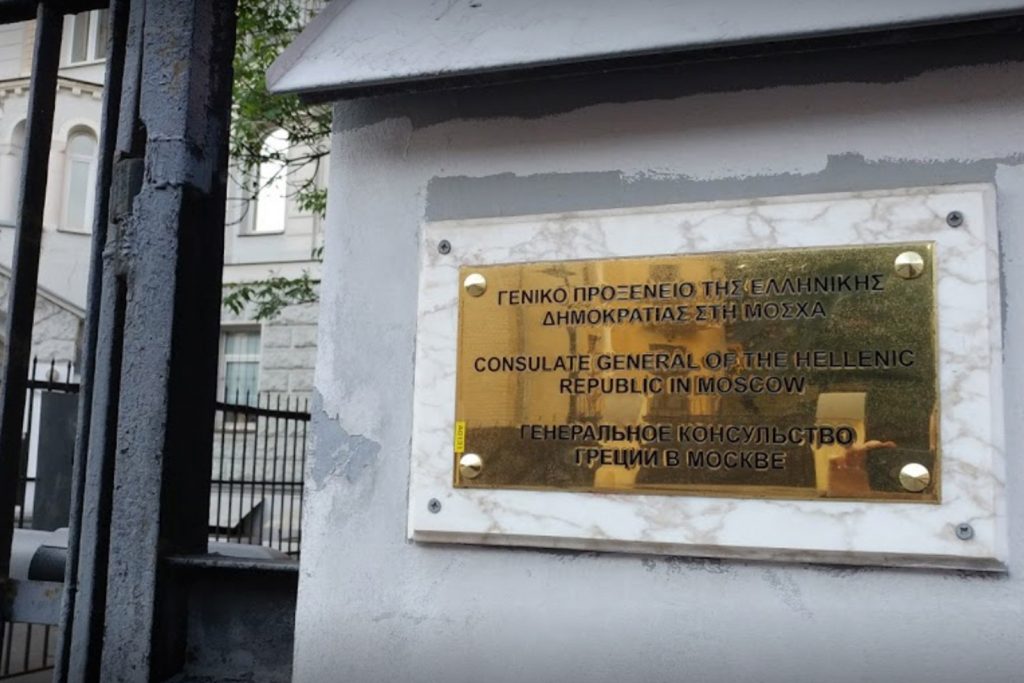 ΓΕΝΙΚΟ ΠΡΟΞΕΝΕΙΟ ΤΗΣ ΕΛΛΗΝΙΚΗΣ
ΔΗΜΟΚΡΑΤΙΑΣ ΣΤΗ ΜΟΣΧΑ
CONSULATE GENERAL OF THE HELLENIC
REPUBLIC IN MOSCOW
ГЕНЕРАЛЬНОЕ КОНСУЛЬСТВО
ГРЕЦИИ В МОСКВЕ